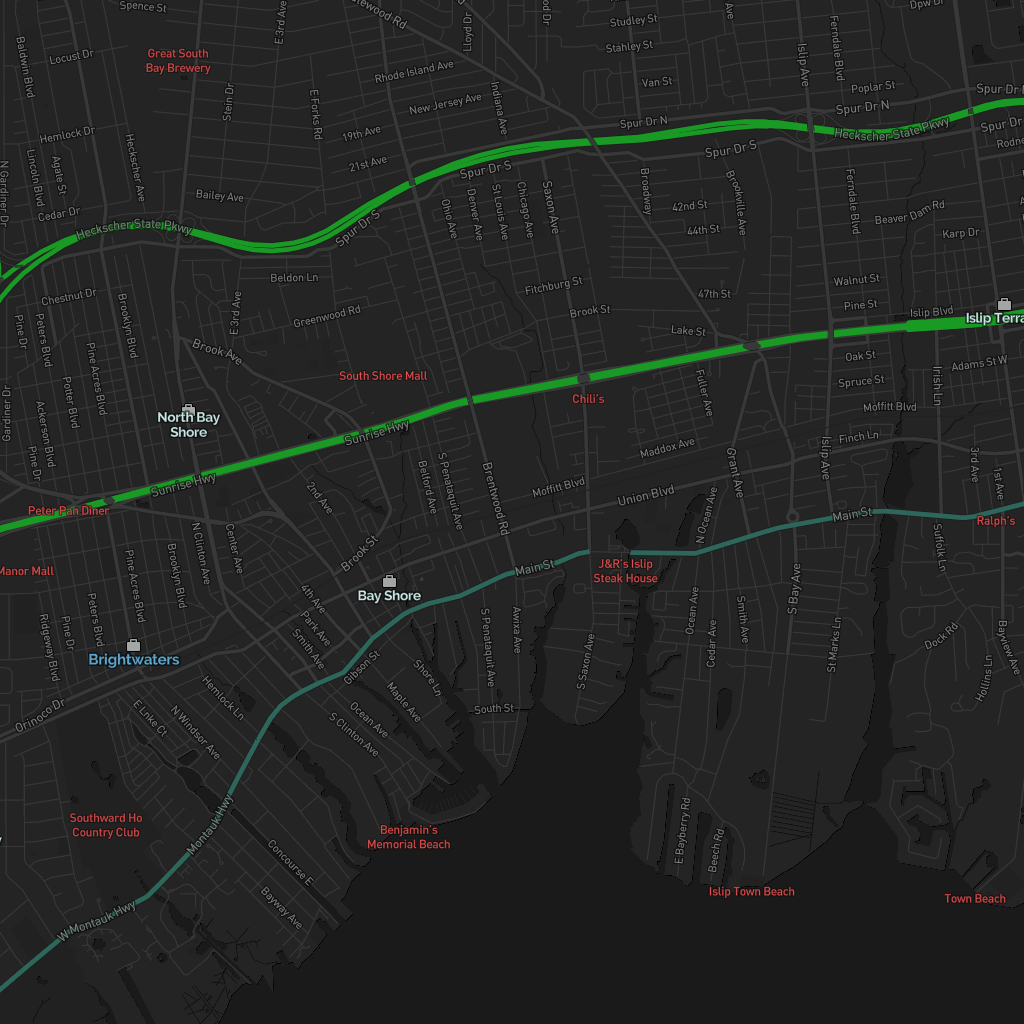 Spence St
E 3rd Ave
Lloyd Dr
Studley St
Stahley St
Dpw Dr
Baldwin Blvd
Locust Dr
Great South
Bay Brewery
Stein Dr
E Forks Rd
Rhode Island Ave
New Jersey Ave
Indiana Ave
Van St
Islip Ave
Ferndale Blvd
Poplar St
Spur Dr N
Spur Dr N
Spur Dr N
Hemlock Dr
19th Ave
21st Ave
Heckscher State Pkwy
Spur Dr S
Spur Dr S
N Gardiner Dr
Lincoln Blvd
Agate St
Heckscher Ave
Bailey Ave
Cedar Dr
Heckscher State Pkwy
Spur Dr S
Ohio Ave
Denver Ave
St Louis Ave
Chicago Ave
Saxon Ave
Broadway
42nd St
44th St
Brookville Ave
Ferndale Blvd
Beaver Dam Rd
Karp Dr
Beldon Ln
Fitchburg St
Walnut St
Chestnut Dr
E 3rd Ave
Greenwood Rd
Brook St
47th St
Pine St
Islip Blvd
Pine Dr
Peters Blvd
Brooklyn Blvd
Brook Ave
Lake St
Oak St
Adams St W
South Shore Mall
Chili's
Fuller Ave
Spruce St
Moffitt Blvd
Irish Ln
Gardiner Dr
Potter Blvd
Pine Acres Blvd
Ackerson Blvd
North Bay
Shore
Sunrise Hwy
Maddox Ave
Finch Ln
Pine Dr
Sunrise Hwy
2nd Ave
Belford Ave
S Penataquit Ave
Brentwood Rd
Moffitt Blvd
Union Blvd
Grant Ave
Islip Ave
3rd Ave
1st Ave
Peter Pan Diner
N Ocean Ave
Main St
Ralph's
N Clinton Ave
Center Ave
Brook St
Main St
J&R's Islip
Steak House
Suffolk Ln
Manor Mall
Pine Acres Blvd
Brooklyn Blvd
Bay Shore
4th Ave
Park Ave
Smith Ave
S Bay Ave
Ridgeway Blvd
Pine Dr
Peters Blvd
Brightwaters
Gibson St
S Penataquit Ave
Awixa Ave
S Saxon Ave
Ocean Ave
Cedar Ave
Smith Ave
St Marks Ln
Dock Rd
Bayview Ave
Hollins Ln
Orinoco Dr
Hemlock Ln
Shore Ln
Maple Ave
South St
Ocean Ave
S Clinton Ave
N Windsor Ave
Southward Ho
Country Club
Montauk Hwy
Benjamin's
Memorial Beach
E Bayberry Rd
Beech Rd
Concourse E
Bayway Ave
W Montauk Hwy
Islip Town Beach
Town Beach